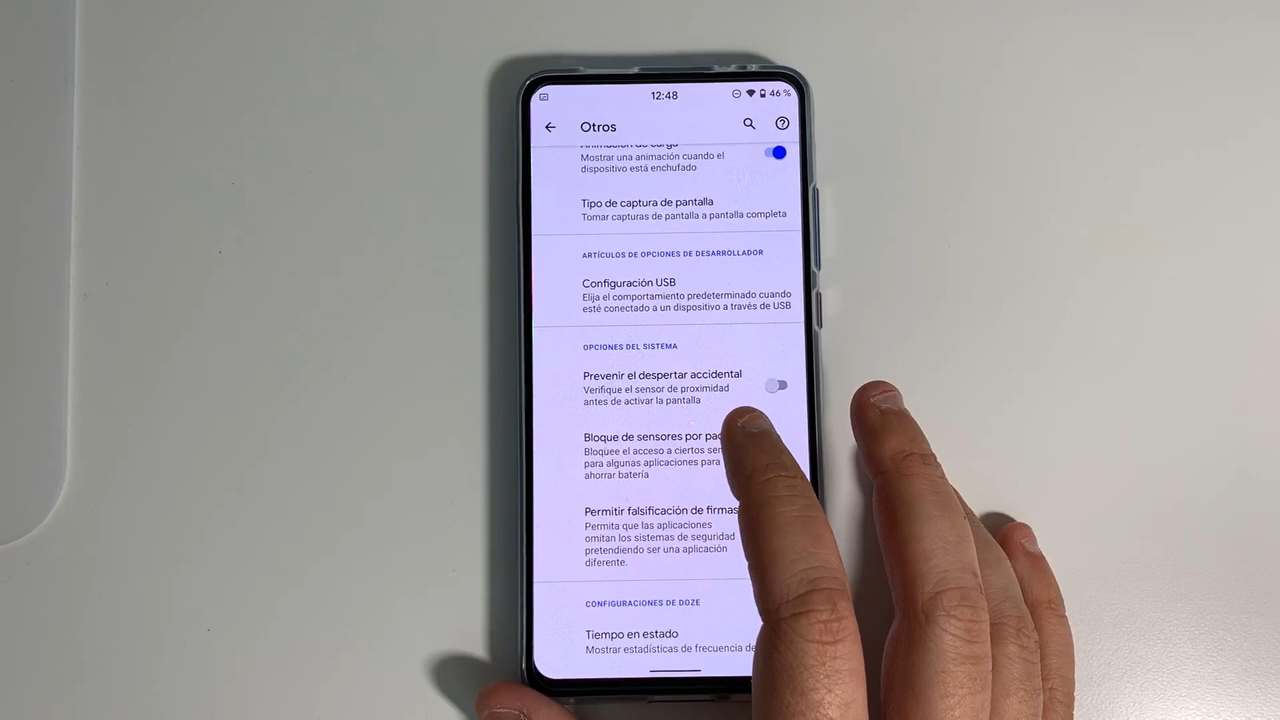 12:48
46 %
Otros
Animación de carga
Mostrar una animación cuando el
dispositivo está enchufado
Tipo de captura de pantalla
Tomar capturas de pantalla a pantalla completa
ARTÍCULOS DE OPCIONES DE DESARROLLADOR
Configuración USB
Elija el comportamiento predeterminado cuando
esté conectado a un dispositivo a través de USB
OPCIONES DEL SISTEMA
Prevenir el despertar accidental
Verifique el sensor de proximidad
antes de activar la pantalla
Bloque de sensores por
Bloquee el acceso a ciertos
para algunas aplicaciones para
ahorrar batería
Permitir falsificación de firmas
Permita que las aplicaciones
omitan los sistemas de seguridad
pretendiendo ser una aplicación
diferente.
CONFIGURACIONES DE DOZE
Tiempo en estado
Mostrar estadísticas de frecuencia